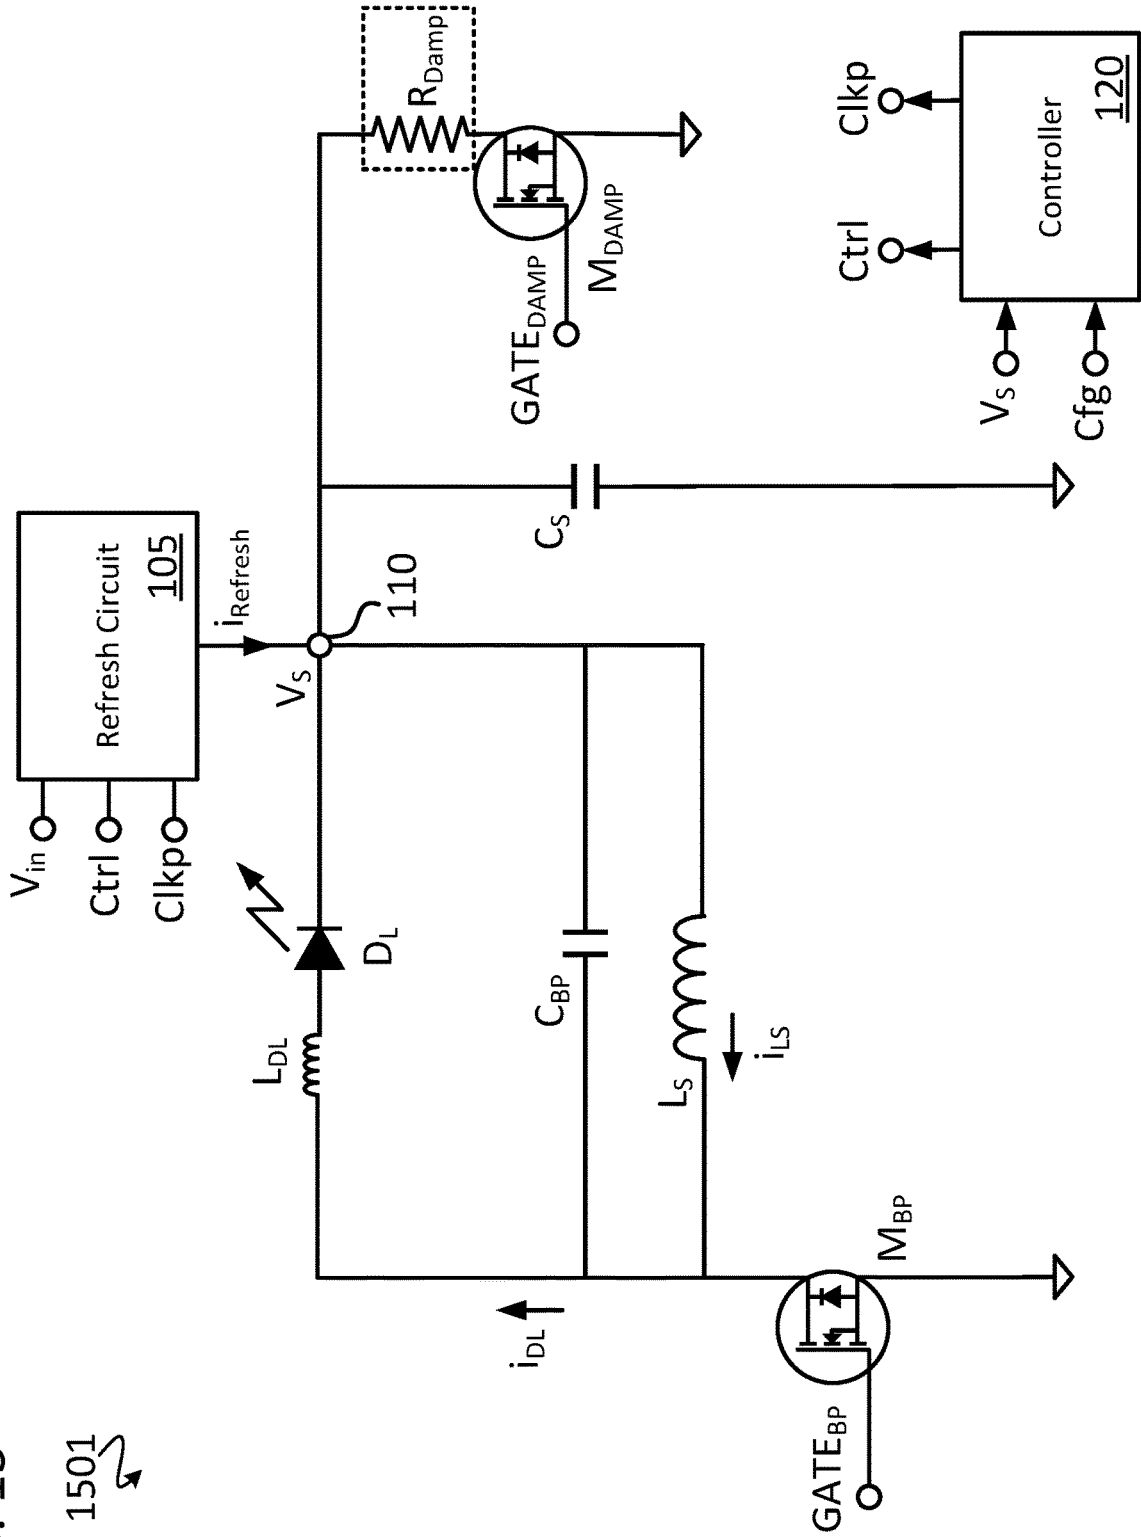 1501
V_in
Ctrl
Clkp
Refresh Circuit
105
i_Refresh
V_S
110
L_DL
D_L
i_DL
C_BP
L_S
i_LS
GATE_BP
M_BP
C_S
R_Damp
GATE_DAMP
M_DAMP
V_S
Cfg
Ctrl
Clkp
Controller
120